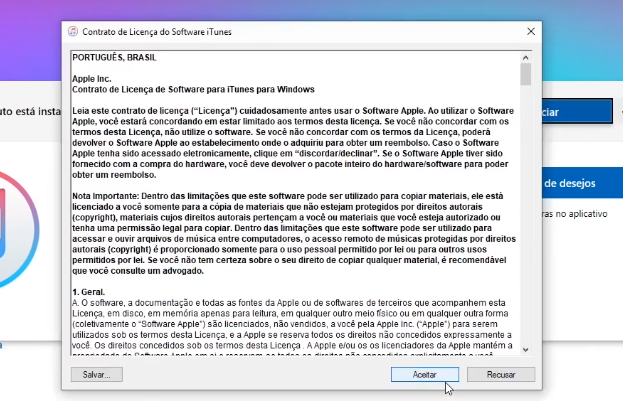 Contrato de Licença do Software iTunes
PORTUGUÊS, BRASIL
Apple Inc.
Contrato de Licença de Software para iTunes para Windows
Leia este contrato de licença (“Licença”) cuidadosamente antes usar o Software Apple. Ao utilizar o Software
Apple, você estará concordando em estar limitado aos termos desta licença. Se você não concordar com os
termos desta Licença, não utilize o software. Se você não concordar com os termos da Licença, poderá
devolver o Software Apple ao estabelecimento onde o adquiriu para obter um reembolso. Caso o Software
Apple tenha sido acessado eletronicamente, clique em “discordar/declinar”. Se o Software Apple tiver sido
fornecido com a compra do hardware, você deve devolver o pacote inteiro do hardware/software para poder
obter um reembolso.
Nota Importante: Dentro das limitações que este software pode ser utilizado para copiar materiais, ele está
licenciado a você somente para a cópia de materiais que não estejam protegidos por direitos autorais
(copyright), materiais cujos direitos autorais pertençam a você ou materiais que você esteja autorizado ou
tenha uma permissão legal para copiar. Dentro das limitações que este software pode ser utilizado para
acessar e ouvir arquivos de música entre computadores, o acesso remoto de músicas protegidas por direitos
autorais (copyright) é proporcionado somente para o uso pessoal permitido por lei ou para outros usos
permitidos por lei. Se você não tem certeza sobre o seu direito de copiar qualquer material, é recomendável
que você consulte um advogado.
1. Geral.
A. O software, a documentação e todas as fontes da Apple ou de softwares de terceiros que acompanhem esta
Licença, em disco, em memória apenas para leitura, em qualquer outro meio físico ou em qualquer outra forma
(coletivamente o “Software Apple”) são licenciados, não vendidos, a você pela Apple Inc. (“Apple”) para serem
utilizados sob os termos desta Licença, e a Apple se reserva todos os direitos não concedidos expressamente a
você. Os direitos concedidos sob os termos desta Licença . A Apple e/ou os os licenciadores da Apple mantém a
uto está insta
ciar
de desejos
ras no aplicativo
Salvar...
Aceitar
Recusar